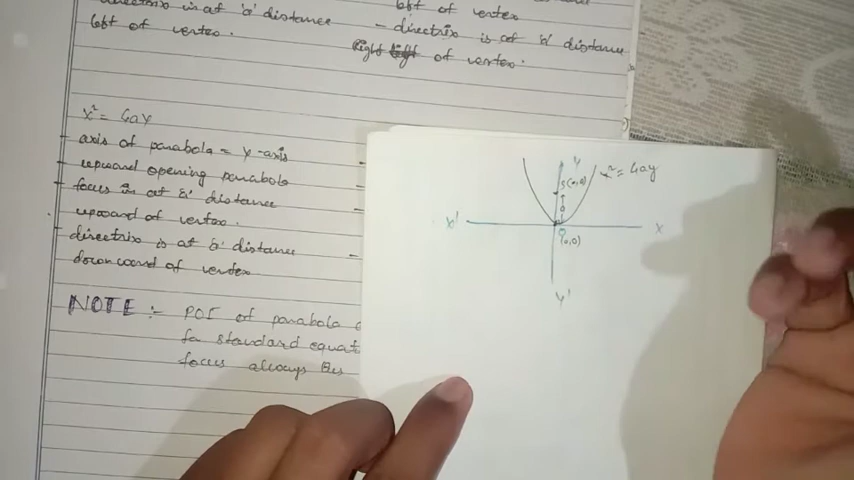 directrix is at 'a' distance
left of vertex.
left of vertex
- directrix is at 'a' distance
Right of vertex.
x² = 4ay
axis of parabola = y-axis
upward opening parabola
focus is at 'a' distance
upward of vertex.
directrix is at 'a' distance
downward of vertex
NOTE :- POI of parabola
for standard equati
focus always
Y
x² = 4ay
S(0,0)
a
X'
X
O
(0,0)
Y'